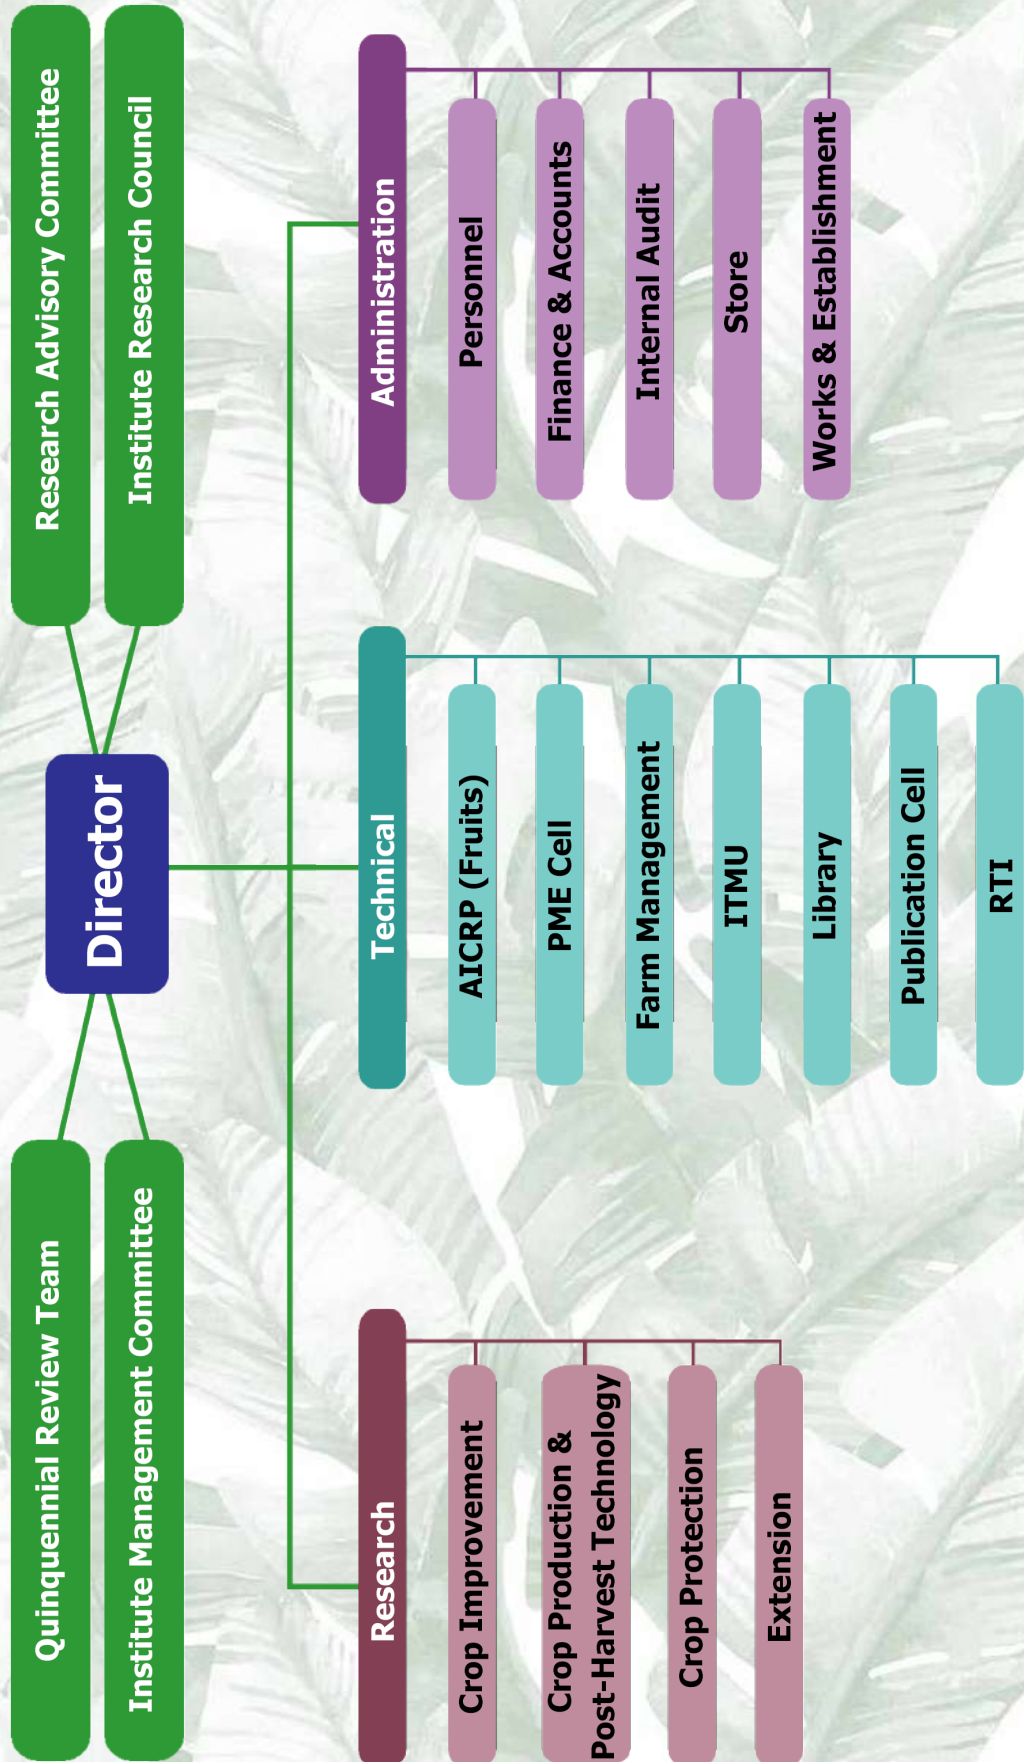 Quinquennial Review Team
Institute Management Committee
Director
Research Advisory Committee
Institute Research Council
Research
Crop Improvement
Crop Production &
Post-Harvest Technology
Crop Protection
Extension
Technical
AICRP (Fruits)
PME Cell
Farm Management
ITMU
Library
Publication Cell
RTI
Administration
Personnel
Finance & Accounts
Internal Audit
Store
Works & Establishment